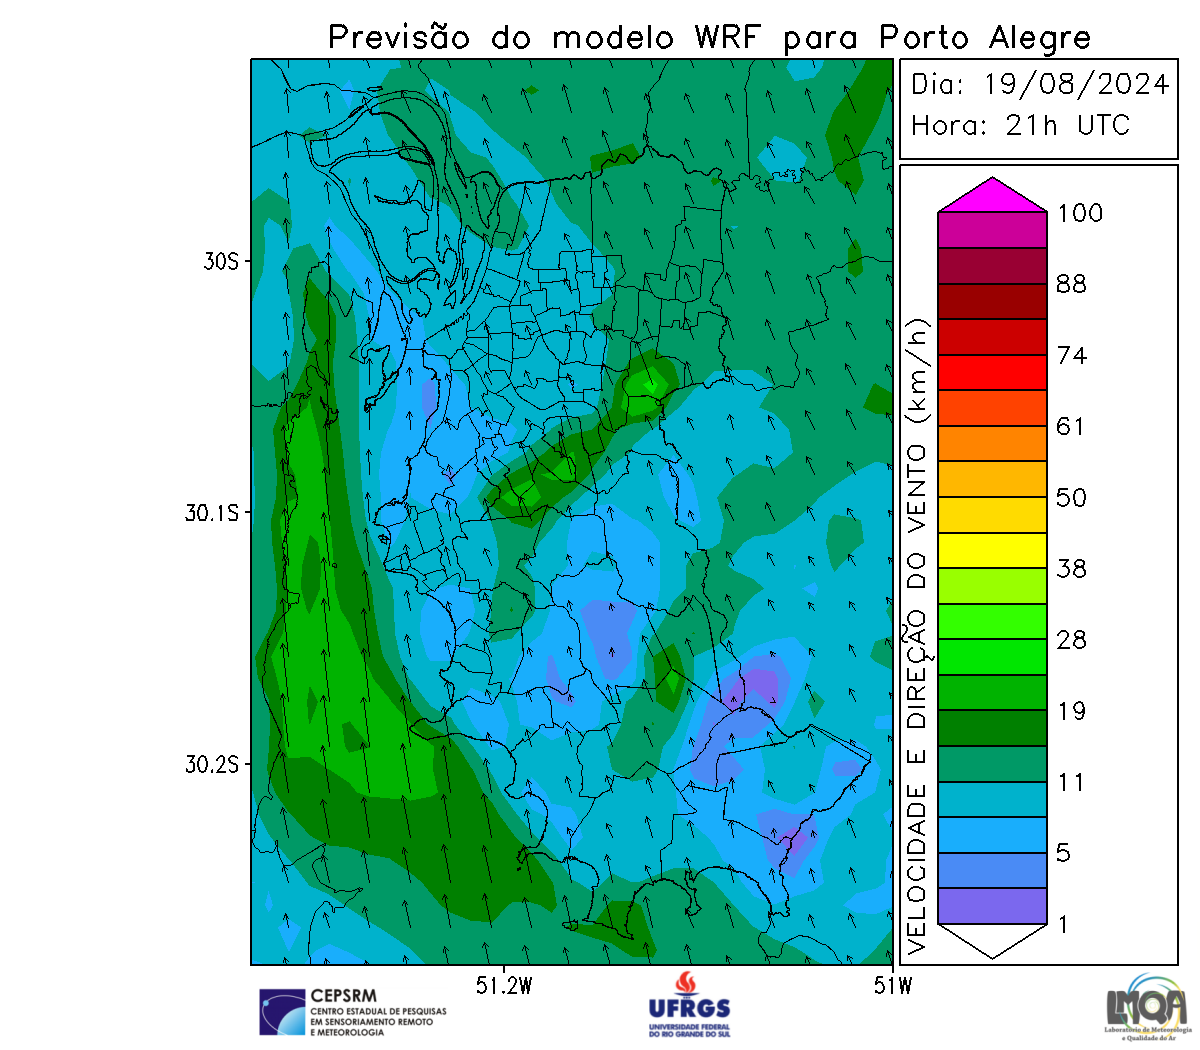 Previsão do modelo WRF para Porto Alegre
Dia: 19/08/2024
Hora: 21h UTC
30S
30.1S
30.2S
51.2W
51W
VELOCIDADE E DIREÇÃO DO VENTO (km/h)
100
88
74
61
50
38
28
19
11
5
1
CEPSRM
CENTRO ESTADUAL DE PESQUISAS
EM SENSORIAMENTO REMOTO
E METEOROLOGIA
UFRGS
UNIVERSIDADE FEDERAL
DO RIO GRANDE DO SUL
LMQA
Laboratório de Meteorologia
e Qualidade do Ar